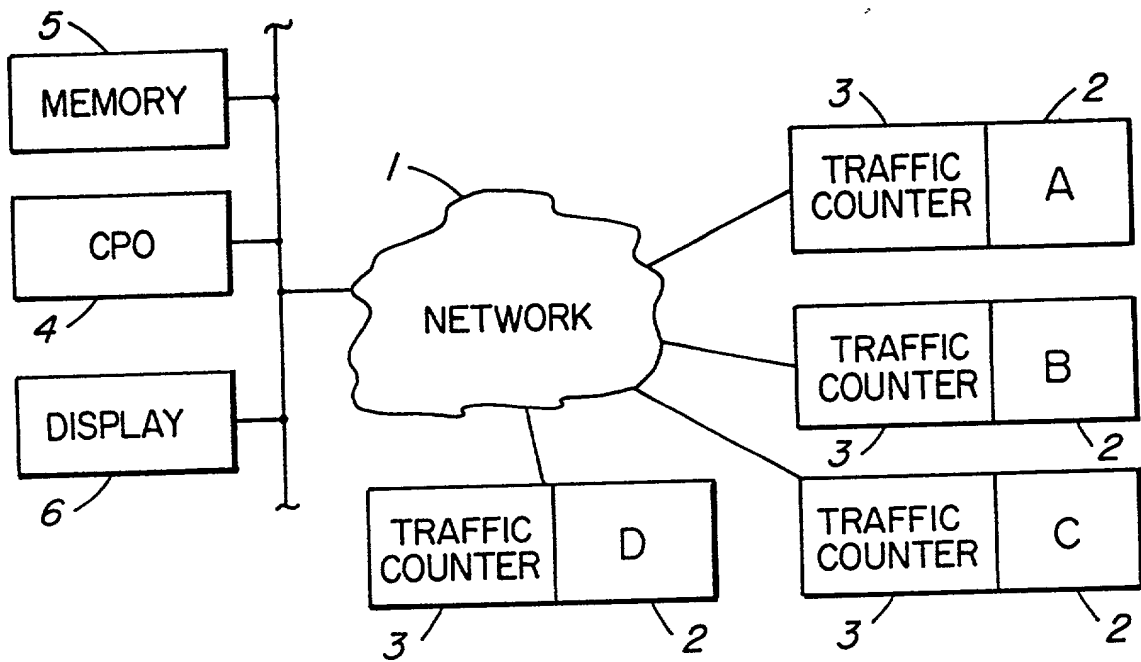 5
MEMORY
CPO
4
DISPLAY
6
1
NETWORK
3 2
TRAFFIC
COUNTER
A
TRAFFIC
COUNTER
B
3 2
TRAFFIC
COUNTER
C
3 2
TRAFFIC
COUNTER
D
3 2